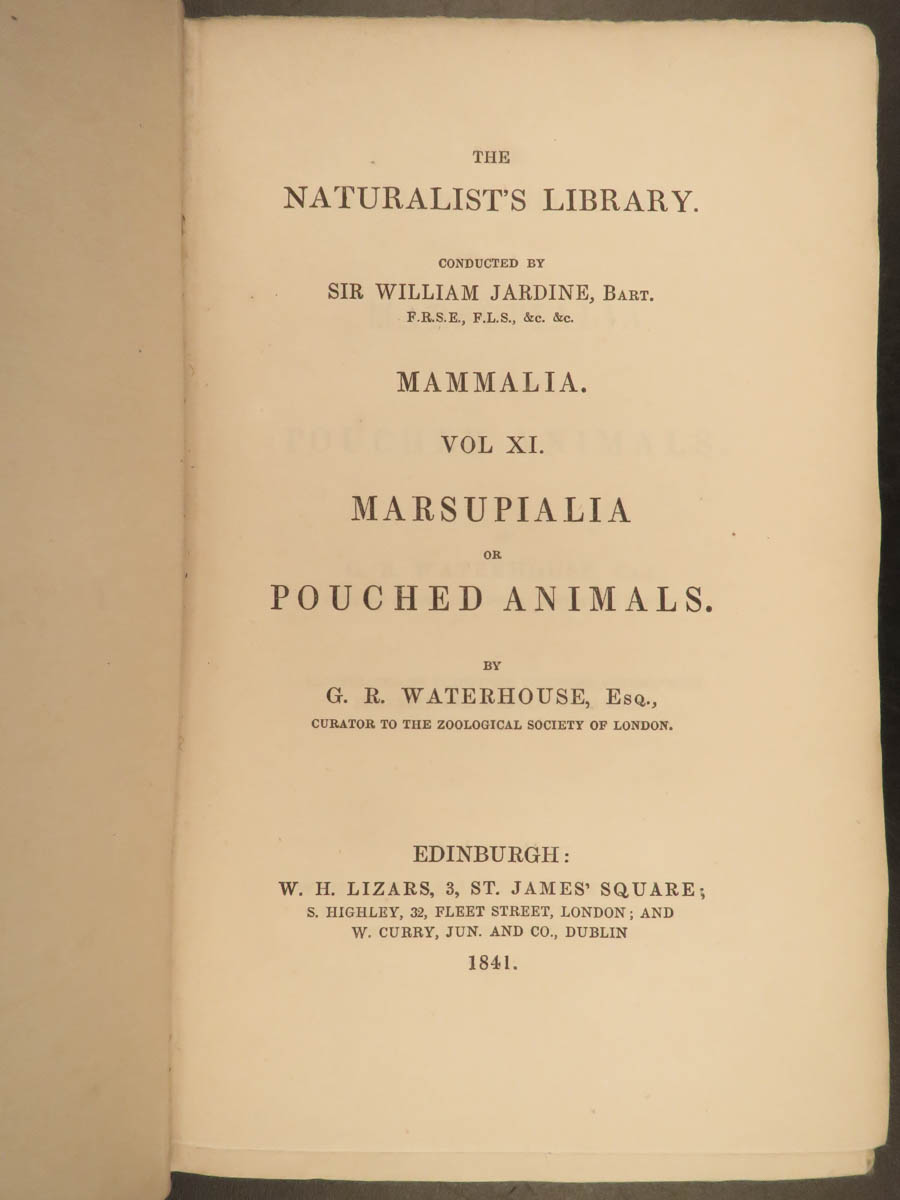 THE
NATURALIST'S LIBRARY.
CONDUCTED BY
SIR WILLIAM JARDINE, BART.
F.R.S.E., F.L.S., &c. &c.
MAMMALIA.
VOL XI.
MARSUPIALIA
OR
POUCHED ANIMALS.
BY
G. R. WATERHOUSE, ESQ.,
CURATOR TO THE ZOOLOGICAL SOCIETY OF LONDON.
EDINBURGH:
W. H. LIZARS, 3, ST. JAMES' SQUARE;
S. HIGHLEY, 32, FLEET STREET, LONDON; AND
W. CURRY, JUN. AND CO., DUBLIN
1841.